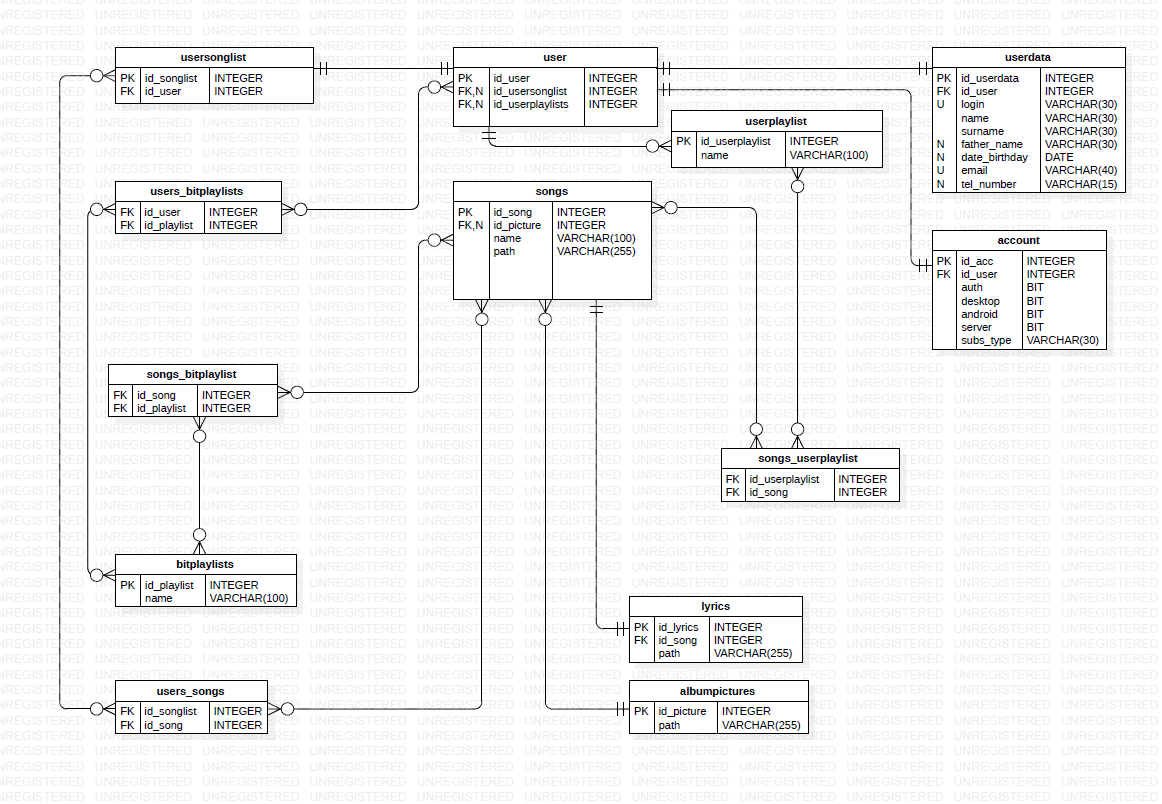 usersonglist
PK id_songlist INTEGER
FK id_user INTEGER
user
PK id_user INTEGER
FK,N id_usersonglist INTEGER
FK,N id_userplaylists INTEGER
userdata
PK id_userdata INTEGER
FK id_user INTEGER
U login VARCHAR(30)
name VARCHAR(30)
surname VARCHAR(30)
N father_name VARCHAR(30)
N date_birthday DATE
U email VARCHAR(40)
N tel_number VARCHAR(15)
userplaylist
PK id_userplaylist INTEGER
name VARCHAR(100)
users_bitplaylists
FK id_user INTEGER
FK id_playlist INTEGER
songs
PK id_song INTEGER
FK,N id_picture INTEGER
name VARCHAR(100)
path VARCHAR(255)
account
PK id_acc INTEGER
FK id_user INTEGER
auth BIT
desktop BIT
android BIT
server BIT
subs_type VARCHAR(30)
songs_bitplaylist
FK id_song INTEGER
FK id_playlist INTEGER
songs_userplaylist
FK id_userplaylist INTEGER
FK id_song INTEGER
bitplaylists
PK id_playlist INTEGER
name VARCHAR(100)
lyrics
PK id_lyrics INTEGER
FK id_song INTEGER
path VARCHAR(255)
users_songs
FK id_songlist INTEGER
FK id_song INTEGER
albumpictures
PK id_picture INTEGER
path VARCHAR(255)
UNREGISTERED